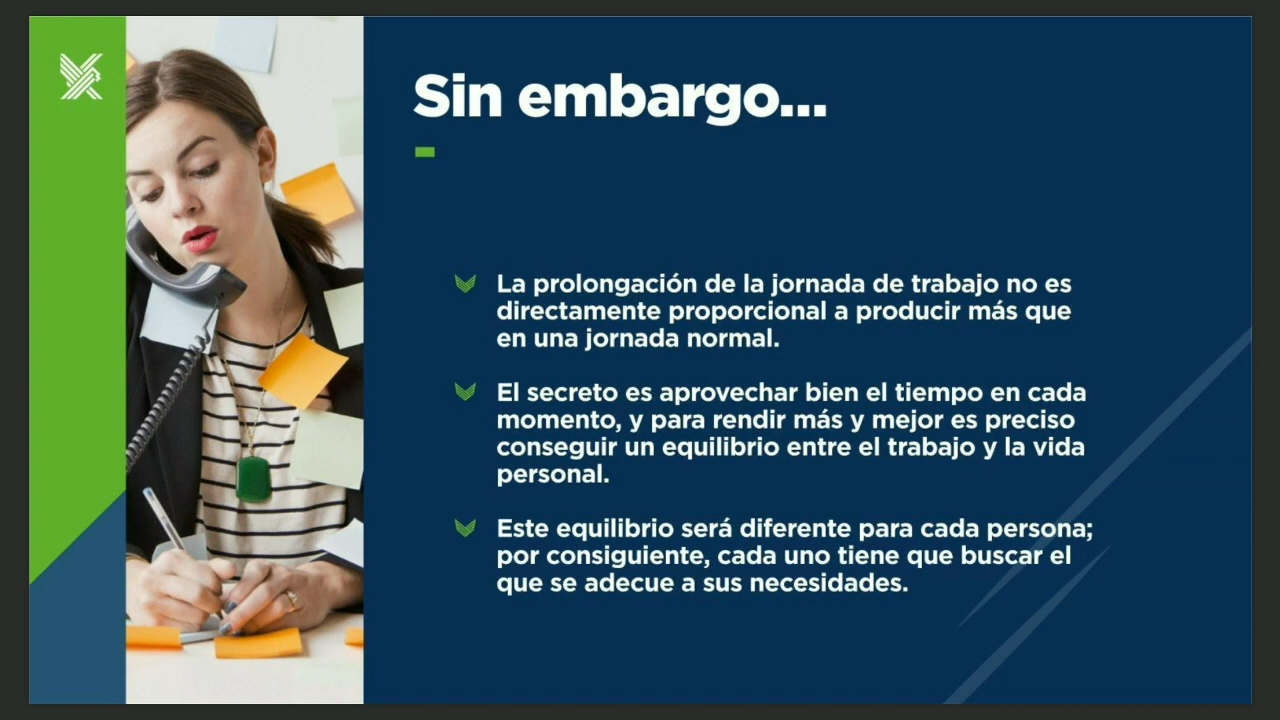 Sin embargo...
La prolongación de la jornada de trabajo no es
directamente proporcional a producir más que
en una jornada normal.
El secreto es aprovechar bien el tiempo en cada
momento, y para rendir más y mejor es preciso
conseguir un equilibrio entre el trabajo y la vida
personal.
Este equilibrio será diferente para cada persona;
por consiguiente, cada uno tiene que buscar el
que se adecue a sus necesidades.